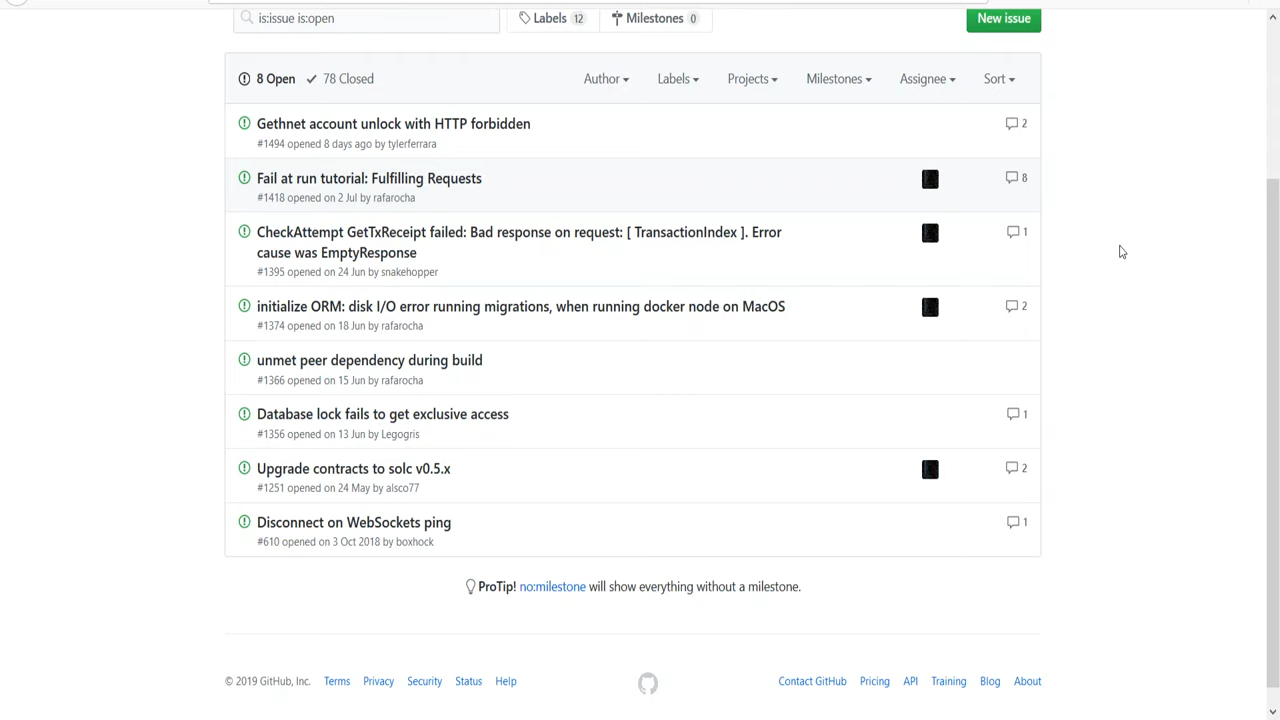 is:issue is:open
Labels 12
Milestones 0
New issue
8 Open
78 Closed
Author
Labels
Projects
Milestones
Assignee
Sort
Gethnet account unlock with HTTP forbidden
2
#1494 opened 8 days ago by tylerferrara
Fail at run tutorial: Fulfilling Requests
8
#1418 opened on 2 Jul by rafarocha
CheckAttempt GetTxReceipt failed: Bad response on request: [ TransactionIndex ]. Error
1
cause was EmptyResponse
#1395 opened on 24 Jun by snakehopper
initialize ORM: disk I/O error running migrations, when running docker node on MacOS
2
#1374 opened on 18 Jun by rafarocha
unmet peer dependency during build
#1366 opened on 15 Jun by rafarocha
Database lock fails to get exclusive access
1
#1356 opened on 13 Jun by Legogris
Upgrade contracts to solc v0.5.x
2
#1251 opened on 24 May by alsco77
Disconnect on WebSockets ping
1
#610 opened on 3 Oct 2018 by boxhock
ProTip! no:milestone will show everything without a milestone.
© 2019 GitHub, Inc.
Terms
Privacy
Security
Status
Help
Contact GitHub
Pricing
API
Training
Blog
About